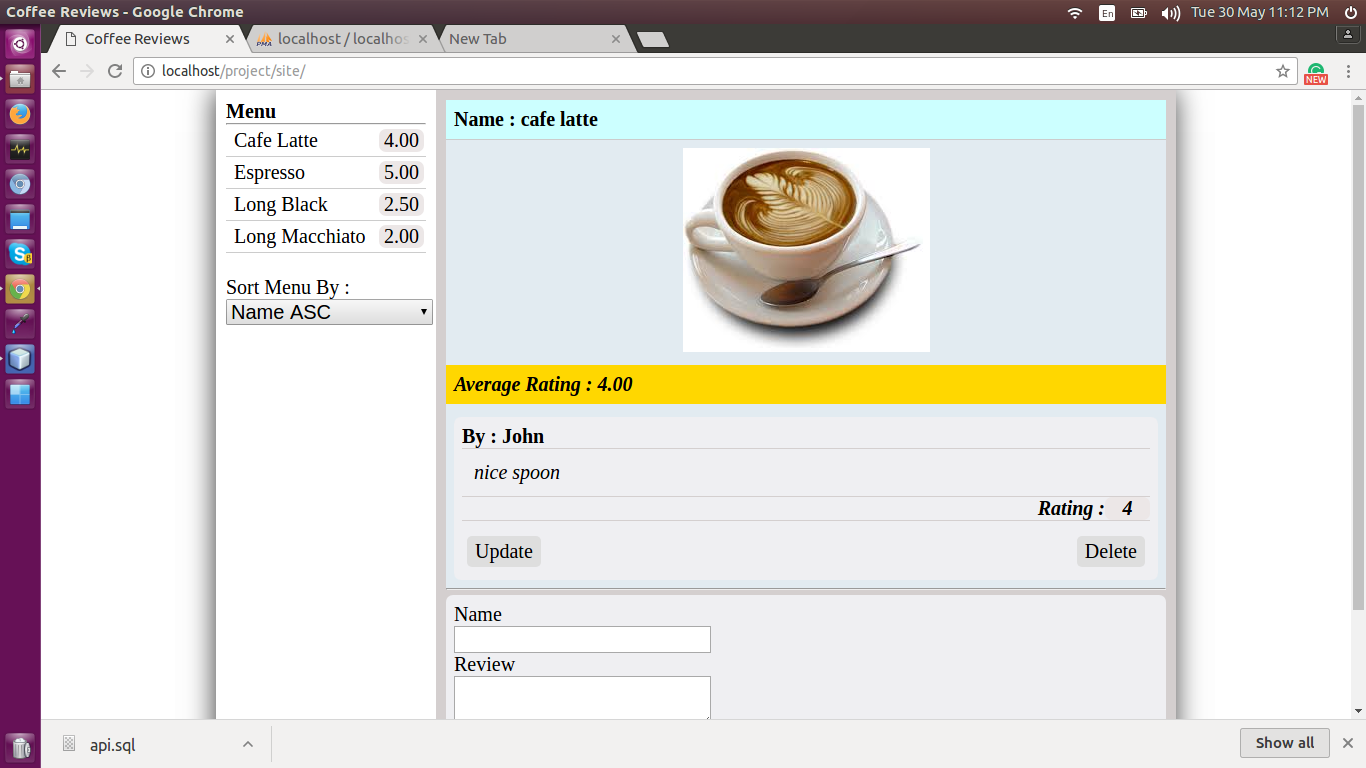 Coffee Reviews - Google Chrome
En
Tue 30 May 11:12 PM
Coffee Reviews
PMA
localhost / localhos
New Tab
localhost/project/site/
NEW
Menu
Cafe Latte 4.00
Espresso 5.00
Long Black 2.50
Long Macchiato 2.00
Sort Menu By :
Name ASC
Name : cafe latte
Average Rating : 4.00
By : John
nice spoon
Rating : 4
Update
Delete
Name
Review
api.sql
Show all